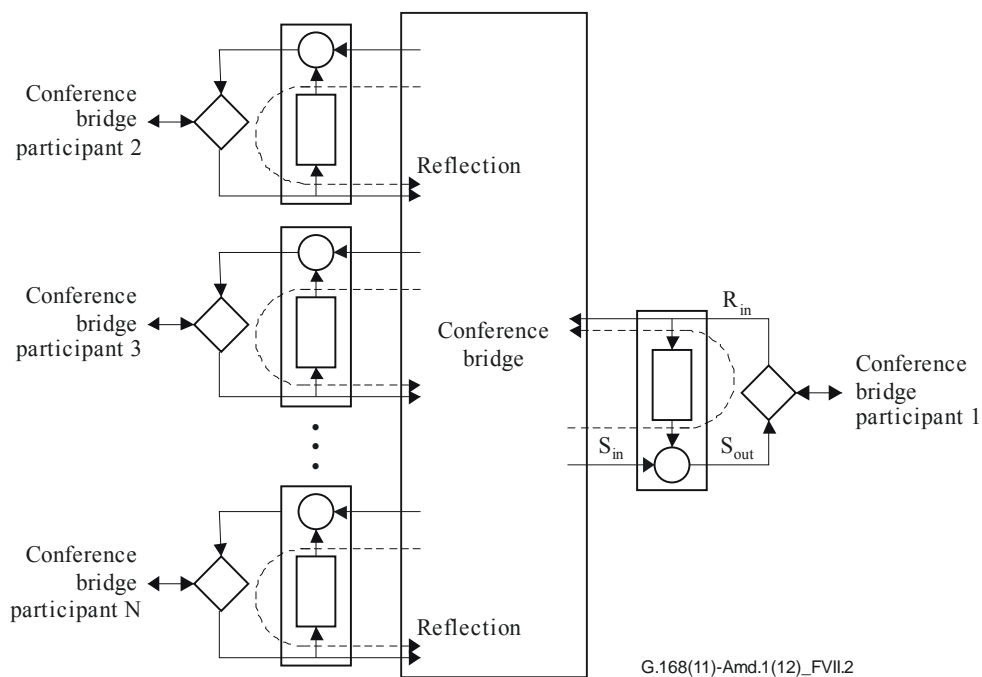 Conference
bridge
participant 2
Reflection
Conference
bridge
participant 3
Conference
bridge
R in
Conference
bridge
participant 1
S in
S out
Conference
bridge
participant N
Reflection
G.168(11)-Amd.1(12)_FVII.2